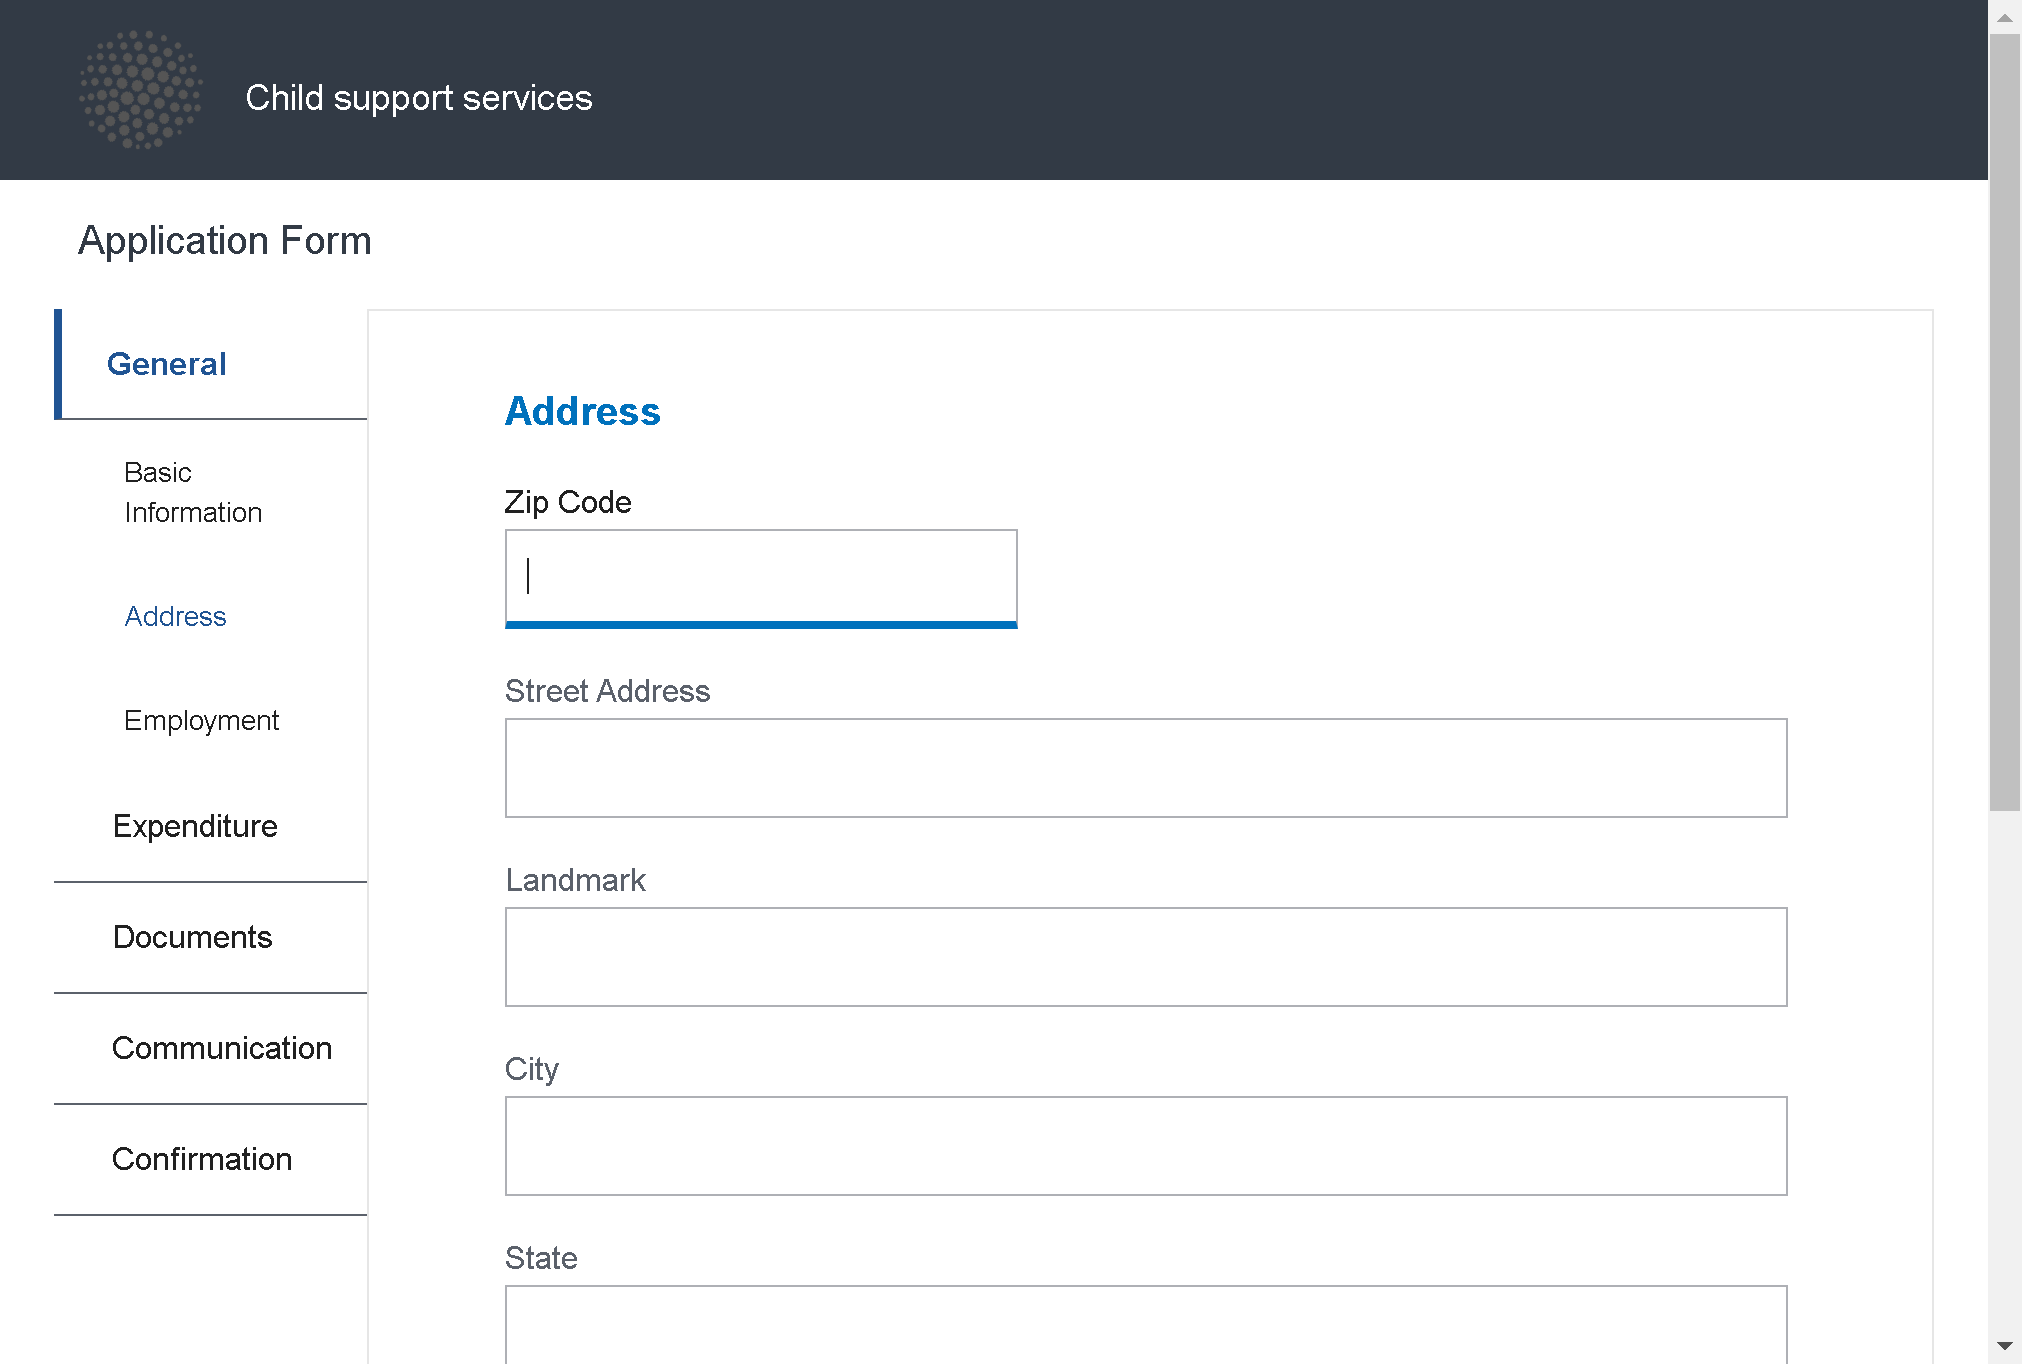 Child support services
Application Form
General
Basic
Information
Address
Employment
Expenditure
Documents
Communication
Confirmation
Address
Zip Code
Street Address
Landmark
City
State